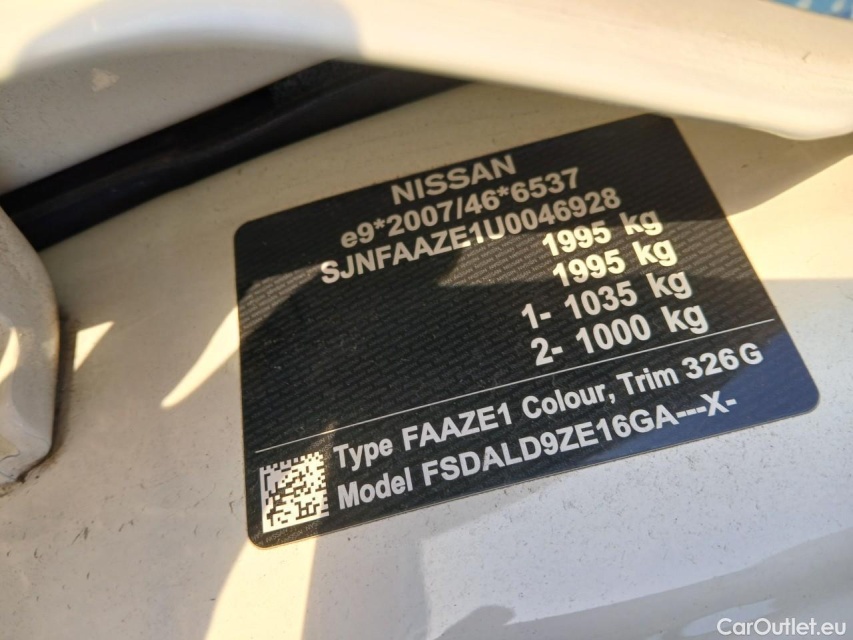 NISSAN
e9*2007/46*6537
SJNFAAZE1U0046928
1995 kg
1995 kg
1- 1035 kg
2- 1000 kg
Type FAAZE1 Colour, Trim 326 G
Model FSDALD9ZE16GA---X-
CarOutlet.eu